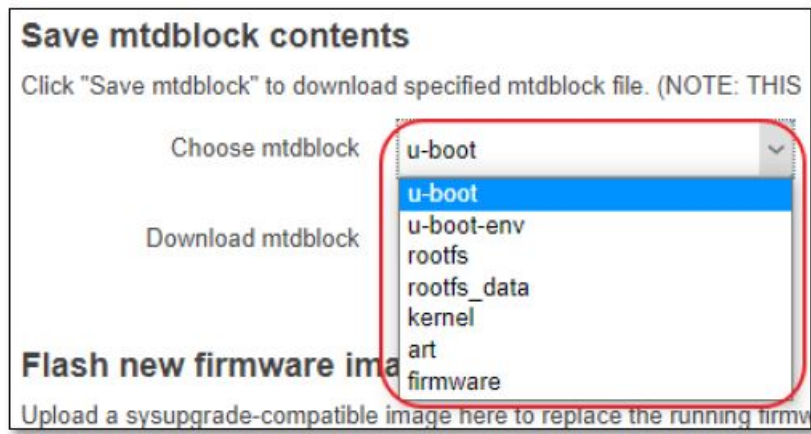 Save mtdblock contents
Click "Save mtdblock" to download specified mtdblock file. (NOTE: THIS
Choose mtdblock
u-boot
u-boot
u-boot-env
rootfs
rootfs_data
kernel
art
firmware
Download mtdblock
Flash new firmware ima
Upload a sysupgrade-compatible image here to replace the running firmw